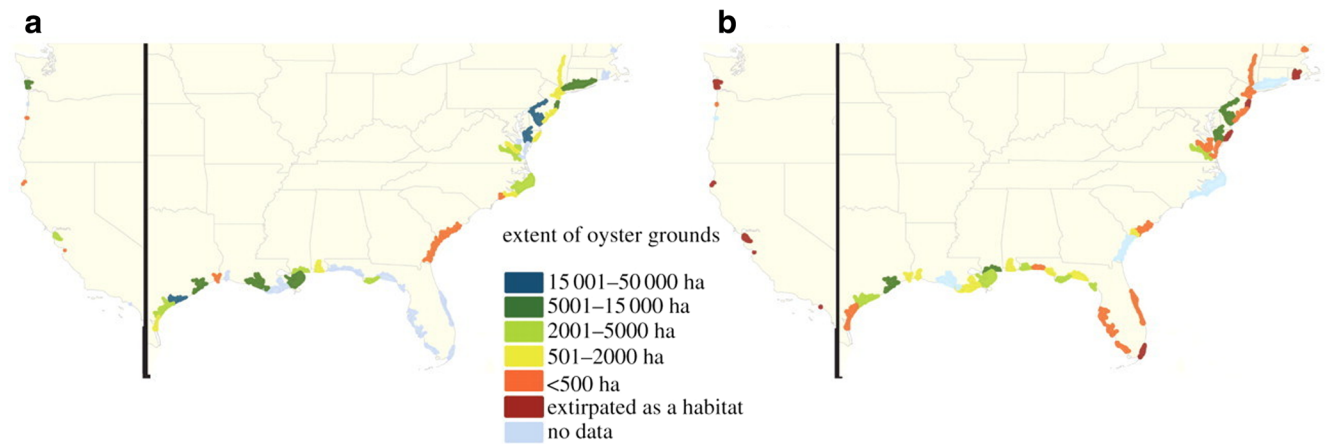 a
b
extent of oyster grounds
15 001–50 000 ha
5001–15 000 ha
2001–5000 ha
501–2000 ha
<500 ha
extirpated as a habitat
no data